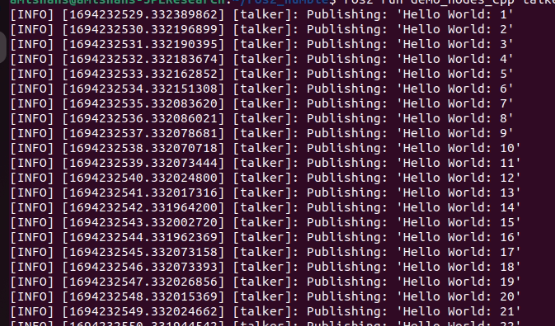 ros2 run demo_nodes_cpp talke
[INFO] [1694232529.332389862] [talker]: Publishing: 'Hello World: 1'
[INFO] [1694232530.332196899] [talker]: Publishing: 'Hello World: 2'
[INFO] [1694232531.332190395] [talker]: Publishing: 'Hello World: 3'
[INFO] [1694232532.332183674] [talker]: Publishing: 'Hello World: 4'
[INFO] [1694232533.332162852] [talker]: Publishing: 'Hello World: 5'
[INFO] [1694232534.332151308] [talker]: Publishing: 'Hello World: 6'
[INFO] [1694232535.332083620] [talker]: Publishing: 'Hello World: 7'
[INFO] [1694232536.332086021] [talker]: Publishing: 'Hello World: 8'
[INFO] [1694232537.332078681] [talker]: Publishing: 'Hello World: 9'
[INFO] [1694232538.332070718] [talker]: Publishing: 'Hello World: 10'
[INFO] [1694232539.332073444] [talker]: Publishing: 'Hello World: 11'
[INFO] [1694232540.332024800] [talker]: Publishing: 'Hello World: 12'
[INFO] [1694232541.332017316] [talker]: Publishing: 'Hello World: 13'
[INFO] [1694232542.331964200] [talker]: Publishing: 'Hello World: 14'
[INFO] [1694232543.332002720] [talker]: Publishing: 'Hello World: 15'
[INFO] [1694232544.331962369] [talker]: Publishing: 'Hello World: 16'
[INFO] [1694232545.332073158] [talker]: Publishing: 'Hello World: 17'
[INFO] [1694232546.332073393] [talker]: Publishing: 'Hello World: 18'
[INFO] [1694232547.332026856] [talker]: Publishing: 'Hello World: 19'
[INFO] [1694232548.332015369] [talker]: Publishing: 'Hello World: 20'
[INFO] [1694232549.332024662] [talker]: Publishing: 'Hello World: 21'
[INFO] [talker]: Publishing: 'Hello World: 22'